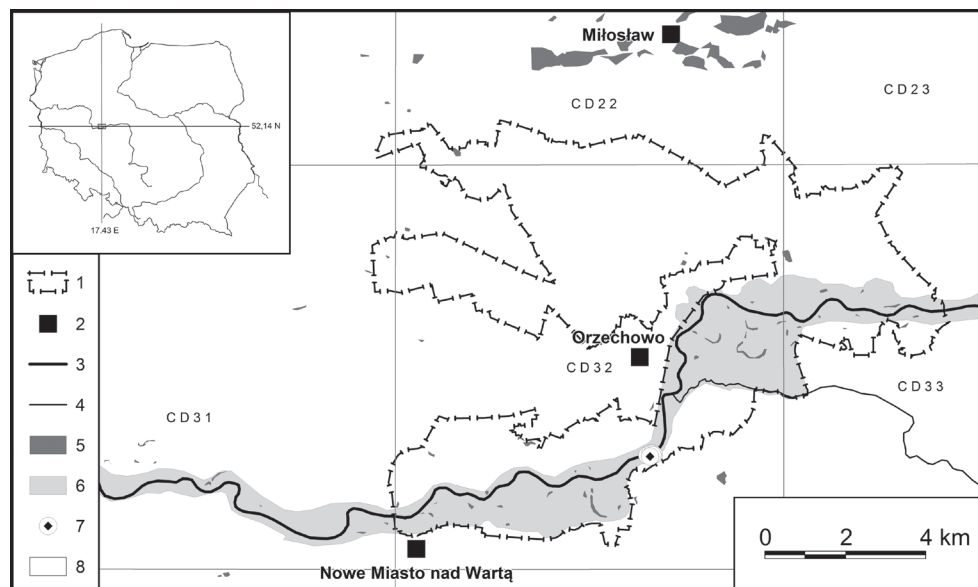 Miłosław
CD22
CD23
52,14 N
17.43 E
1
2
3
4
5
6
7
8
Orzechowo
CD32
CD33
CD31
Nowe Miasto nad Wartą
0 2 4 km